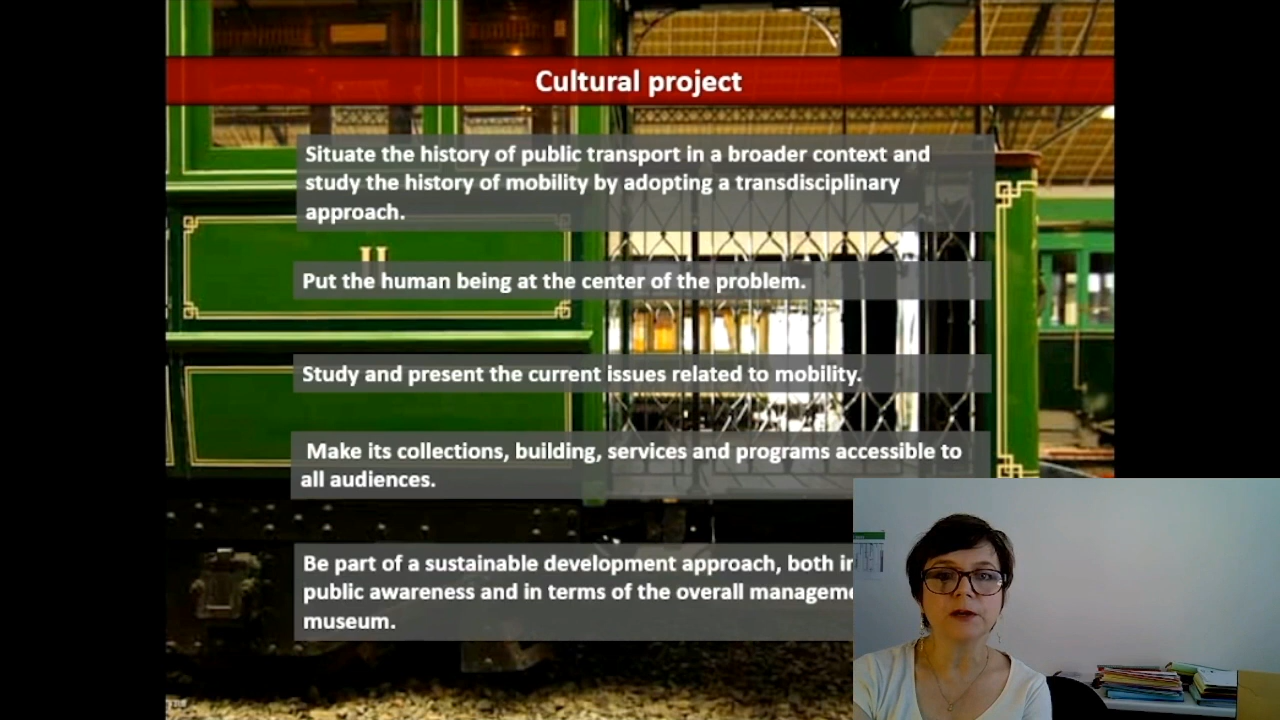 Cultural project
Situate the history of public transport in a broader context and
study the history of mobility by adopting a transdisciplinary
approach.
Put the human being at the center of the problem.
Study and present the current issues related to mobility.
Make its collections, building, services and programs accessible to
all audiences.
Be part of a sustainable development approach, both in
public awareness and in terms of the overall
museum.